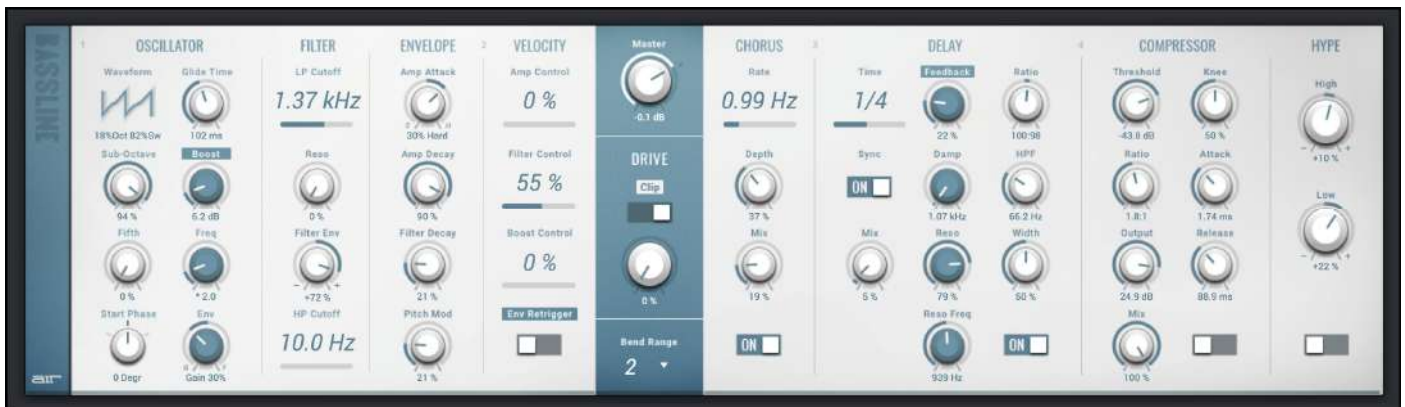 BASSLINE
air
1
OSCILLATOR
Waveform
Glide Time
18%Oct 82%Sw
102 ms
Sub-Octave
Boost
94 %
6.2 dB
Fifth
Freq
0 %
* 2.0
Start Phase
Env
0 Degr
Gain 30%
FILTER
LP Cutoff
1.37 kHz
Reso
0 %
Filter Env
+72 %
HP Cutoff
10.0 Hz
ENVELOPE
Amp Attack
30% Hard
Amp Decay
90 %
Filter Decay
21 %
Pitch Mod
21 %
2
VELOCITY
Amp Control
0 %
Filter Control
55 %
Boost Control
0 %
Env Retrigger
Master
-0.1 dB
DRIVE
Clip
0 %
Bend Range
2
CHORUS
Rate
0.99 Hz
Depth
37 %
Mix
19 %
ON
3
DELAY
Time
1/4
Feedback
22 %
Ratio
100:98
Sync
ON
Damp
1.07 kHz
HPF
66.2 Hz
Mix
5 %
Reso
79 %
Width
50 %
Reso Freq
939 Hz
ON
4
COMPRESSOR
Threshold
-43.8 dB
Knee
50 %
Ratio
1.8:1
Attack
1.74 ms
Output
24.9 dB
Release
88.9 ms
Mix
100 %
HYPE
High
+10 %
Low
+22 %